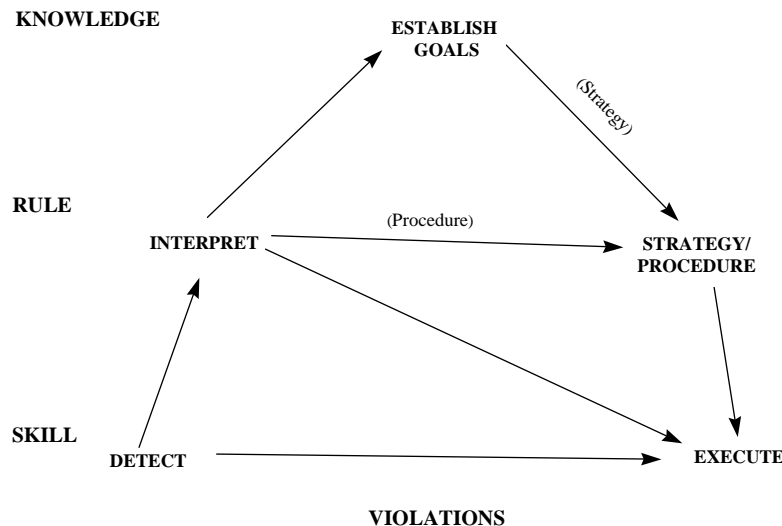 KNOWLEDGE
ESTABLISH
GOALS
(Strategy)
RULE
(Procedure)
INTERPRET
STRATEGY/
PROCEDURE
SKILL
DETECT
EXECUTE
VIOLATIONS